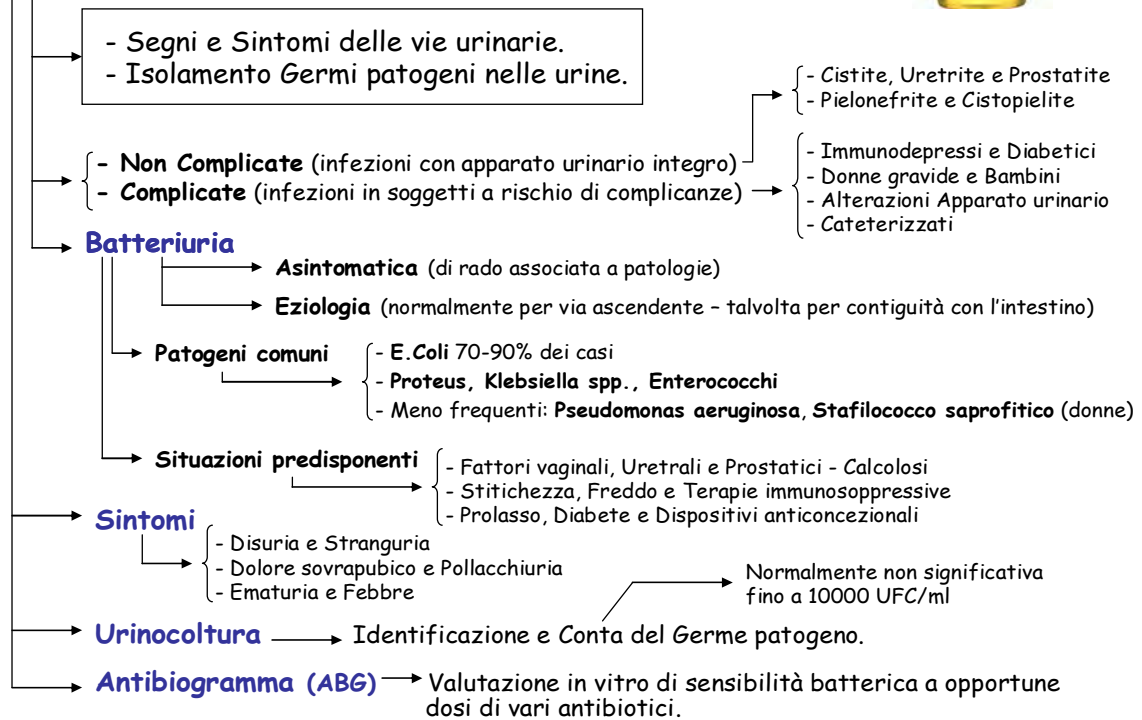 - Segni e Sintomi delle vie urinarie.
- Isolamento Germi patogeni nelle urine.
- Cistite, Uretrite e Prostatite
- Pielonefrite e Cistopielite
- Non Complicate (infezioni con apparato urinario integro)
- Complicate (infezioni in soggetti a rischio di complicanze)
- Immunodepressi e Diabetici
- Donne gravide e Bambini
- Alterazioni Apparato urinario
- Cateterizzati
Batteriuria
Asintomatica (di rado associata a patologie)
Eziologia (normalmente per via ascendente – talvolta per contiguità con l'intestino)
Patogeni comuni
- E.Coli 70-90% dei casi
- Proteus, Klebsiella spp., Enterococchi
- Meno frequenti: Pseudomonas aeruginosa, Stafilococco saprofitico (donne)
Situazioni predisponenti
- Fattori vaginali, Uretrali e Prostatici - Calcolosi
- Stitichezza, Freddo e Terapie immunosoppressive
- Prolasso, Diabete e Dispositivi anticoncezionali
Sintomi
- Disuria e Stranguria
- Dolore sovrapubico e Pollacchiuria
- Ematuria e Febbre
Normalmente non significativa
fino a 10000 UFC/ml
Urinocoltura
Identificazione e Conta del Germe patogeno.
Antibiogramma (ABG)
Valutazione in vitro di sensibilità batterica a opportune
dosi di vari antibiotici.